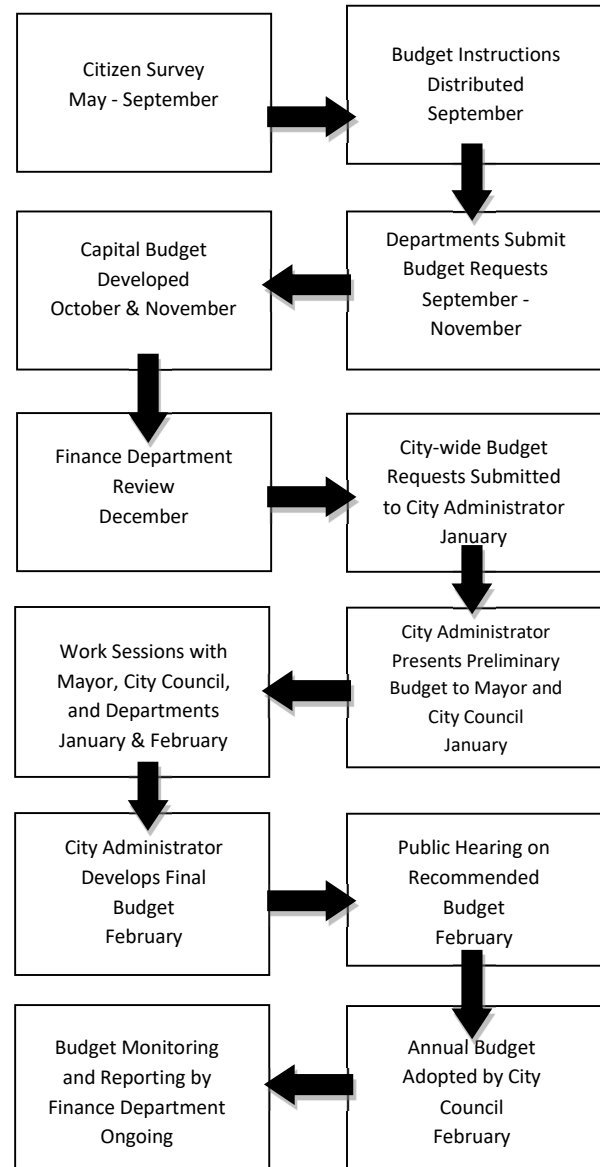 Citizen Survey
May - September
Budget Instructions
Distributed
September
Departments Submit
Budget Requests
September -
November
Capital Budget
Developed
October & November
Finance Department
Review
December
City-wide Budget
Requests Submitted
to City Administrator
January
City Administrator
Presents Preliminary
Budget to Mayor and
City Council
January
Work Sessions with
Mayor, City Council,
and Departments
January & February
City Administrator
Develops Final
Budget
February
Public Hearing on
Recommended
Budget
February
Annual Budget
Adopted by City
Council
February
Budget Monitoring
and Reporting by
Finance Department
Ongoing